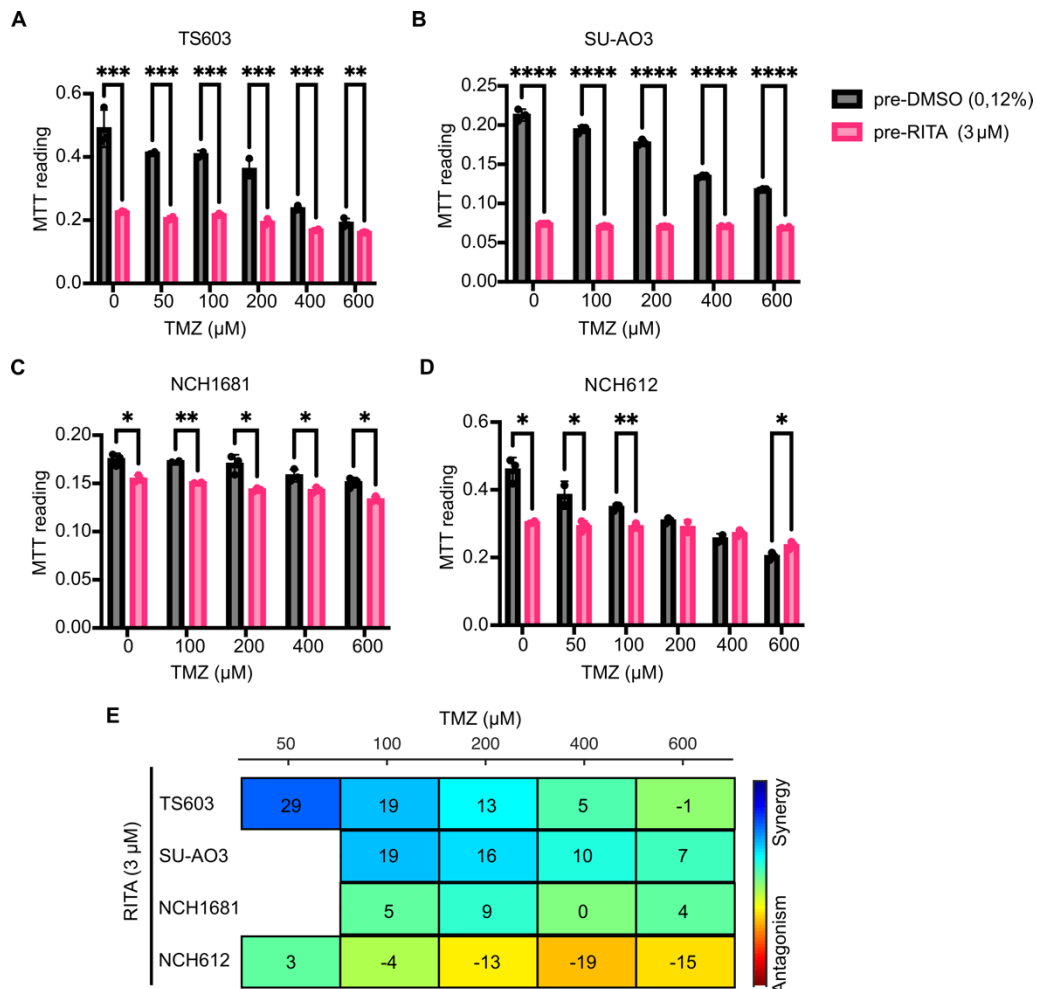 A
TS603
*** *** *** *** *** **
0.6
0.4
0.2
0.0
MTT reading
0 50 100 200 400 600
TMZ (µM)
B
SU-AO3
**** **** **** **** ****
0.25
0.20
0.15
0.10
0.05
0.00
MTT reading
0 100 200 400 600
TMZ (µM)
pre-DMSO (0,12%)
pre-RITA (3 µM)
C
NCH1681
* ** * * *
0.20
0.15
0.10
0.05
0.00
MTT reading
0 100 200 400 600
TMZ (µM)
D
NCH612
* * ** *
0.6
0.4
0.2
0.0
MTT reading
0 50 100 200 400 600
TMZ (µM)
E
TMZ (µM)
50 100 200 400 600
RITA (3 µM)
TS603 29 19 13 5 -1
SU-AO3 19 16 10 7
NCH1681 5 9 0 4
NCH612 3 -4 -13 -19 -15
Synergy
Antagonism